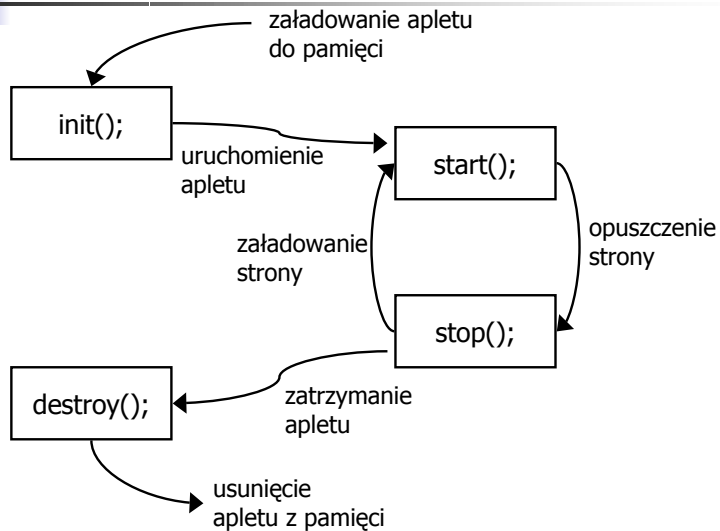 załadowanie apletu
do pamięci
init();
uruchomienie
apletu
start();
załadowanie
strony
opuszczenie
strony
stop();
destroy();
zatrzymanie
apletu
usunięcie
apletu z pamięci